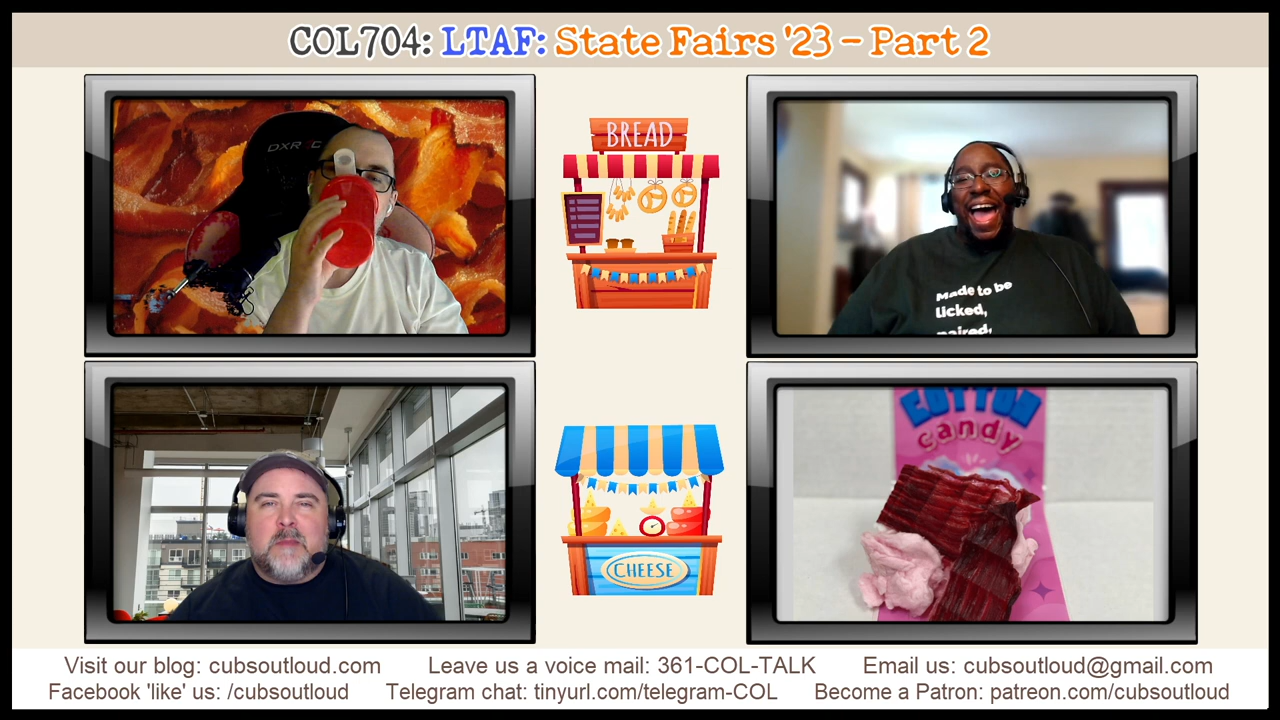 COL704: LTAF: State Fairs '23 - Part 2
BREAD
DXR
Made to be
licked,
paired,
COTTON
candy
CHEESE
Visit our blog: cubsoutloud.com Leave us a voice mail: 361-COL-TALK Email us: cubsoutloud@gmail.com
Facebook 'like' us: /cubsoutloud Telegram chat: tinyurl.com/telegram-COL Become a Patron: patreon.com/cubsoutloud